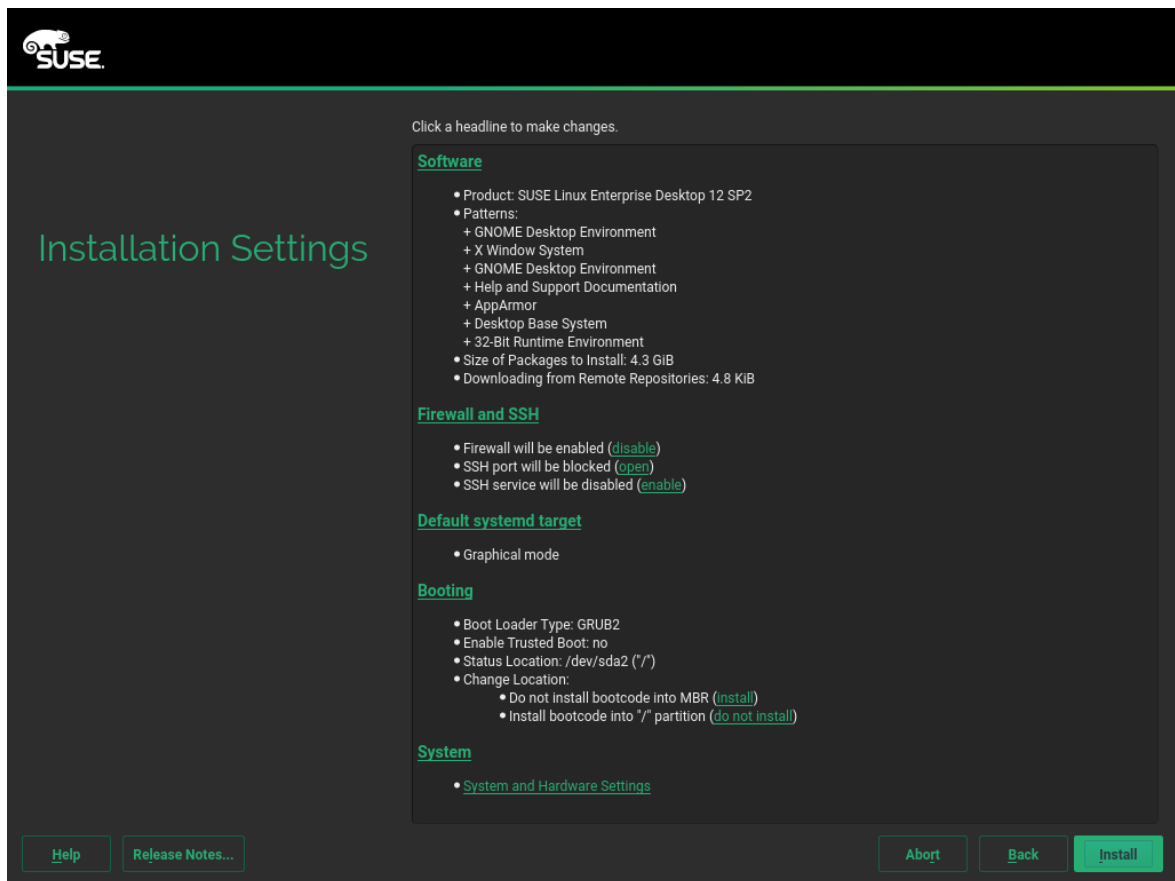 SUSE.
Click a headline to make changes.
Installation Settings
Software
Product: SUSE Linux Enterprise Desktop 12 SP2
Patterns:
+ GNOME Desktop Environment
+ X Window System
+ GNOME Desktop Environment
+ Help and Support Documentation
+ AppArmor
+ Desktop Base System
+ 32-Bit Runtime Environment
Size of Packages to Install: 4.3 GiB
Downloading from Remote Repositories: 4.8 KiB
Firewall and SSH
Firewall will be enabled (disable)
SSH port will be blocked (open)
SSH service will be disabled (enable)
Default systemd target
Graphical mode
Booting
Boot Loader Type: GRUB2
Enable Trusted Boot: no
Status Location: /dev/sda2 ("/")
Change Location:
Do not install bootcode into MBR (install)
Install bootcode into "/" partition (do not install)
System
System and Hardware Settings
Help Release Notes... Abort Back Install